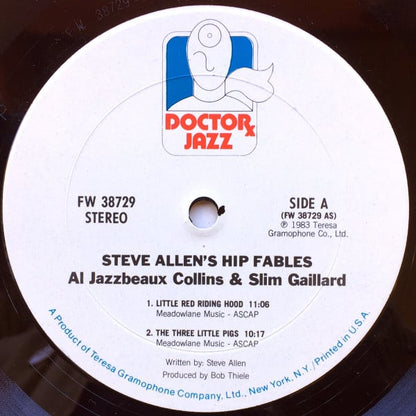 FW 38729
DOCTOR℞
JAZZ
FW 38729
STEREO
SIDE A
(FW 38729 AS)
℗ 1983 Teresa
Gramophone Co., Ltd.
STEVE ALLEN'S HIP FABLES
Al Jazzbeaux Collins & Slim Gaillard
1. LITTLE RED RIDING HOOD 11:06
Meadowlane Music - ASCAP
2. THE THREE LITTLE PIGS 10:17
Meadowlane Music - ASCAP
Written by: Steve Allen
Produced by: Bob Thiele
A Product of Teresa Gramophone Company, Ltd., New York, N.Y./Printed in U.S.A.